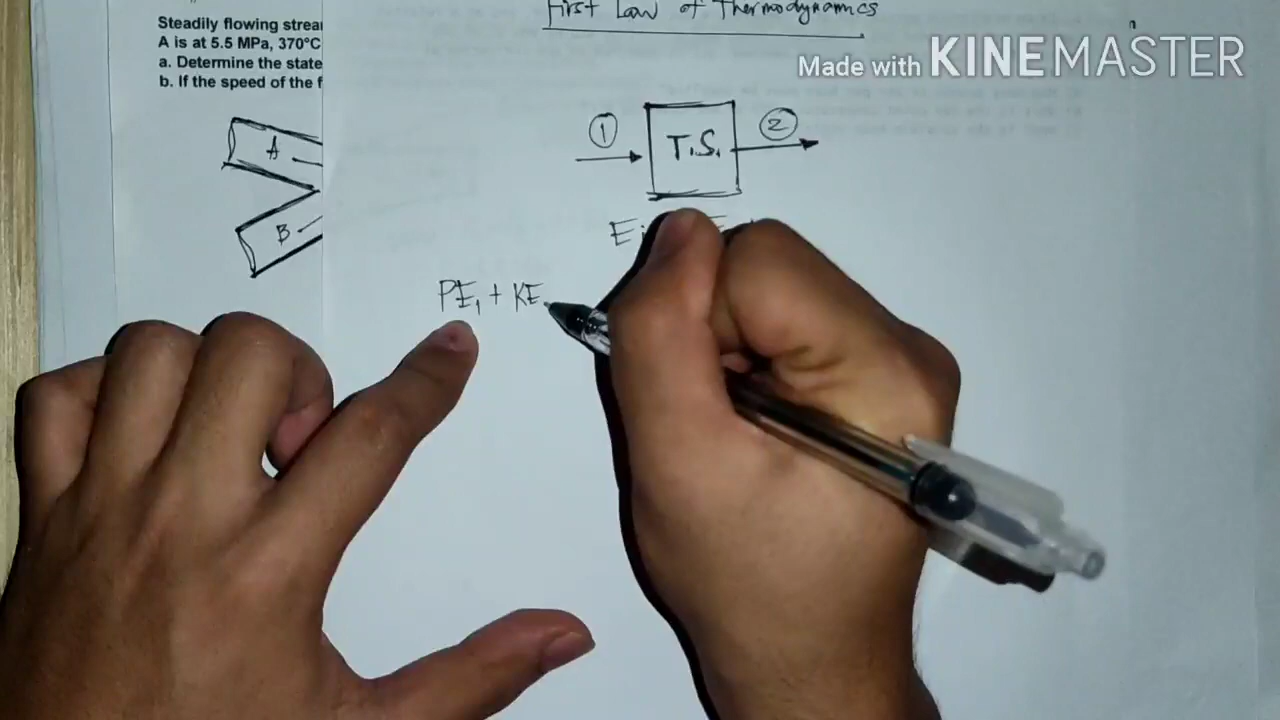 First Law of Thermodynamics
Made with KINEMASTER
Steadily flowing
A is at 5.5 MPa, 370°C
a. Determine the state
b. If the speed of the f
A
B
①
T.S.
②
PE₁ + KE